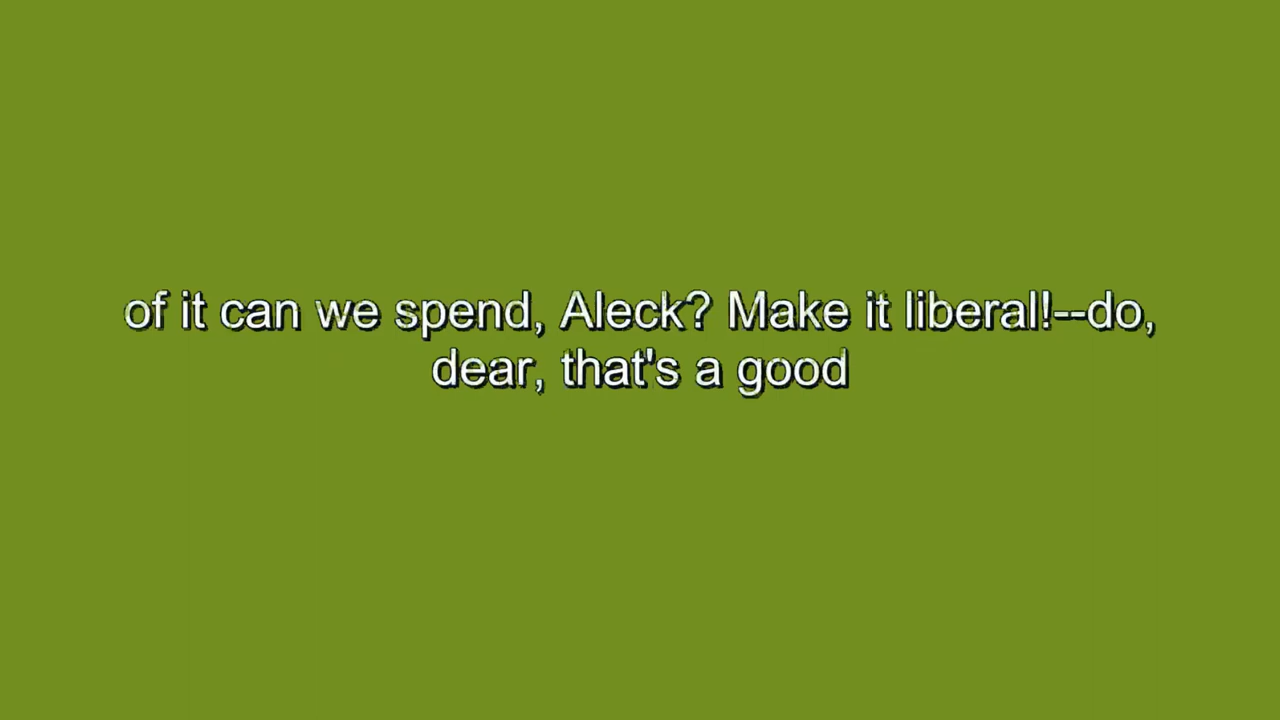 of it can we spend, Aleck? Make it liberal!--do,
dear, that's a good